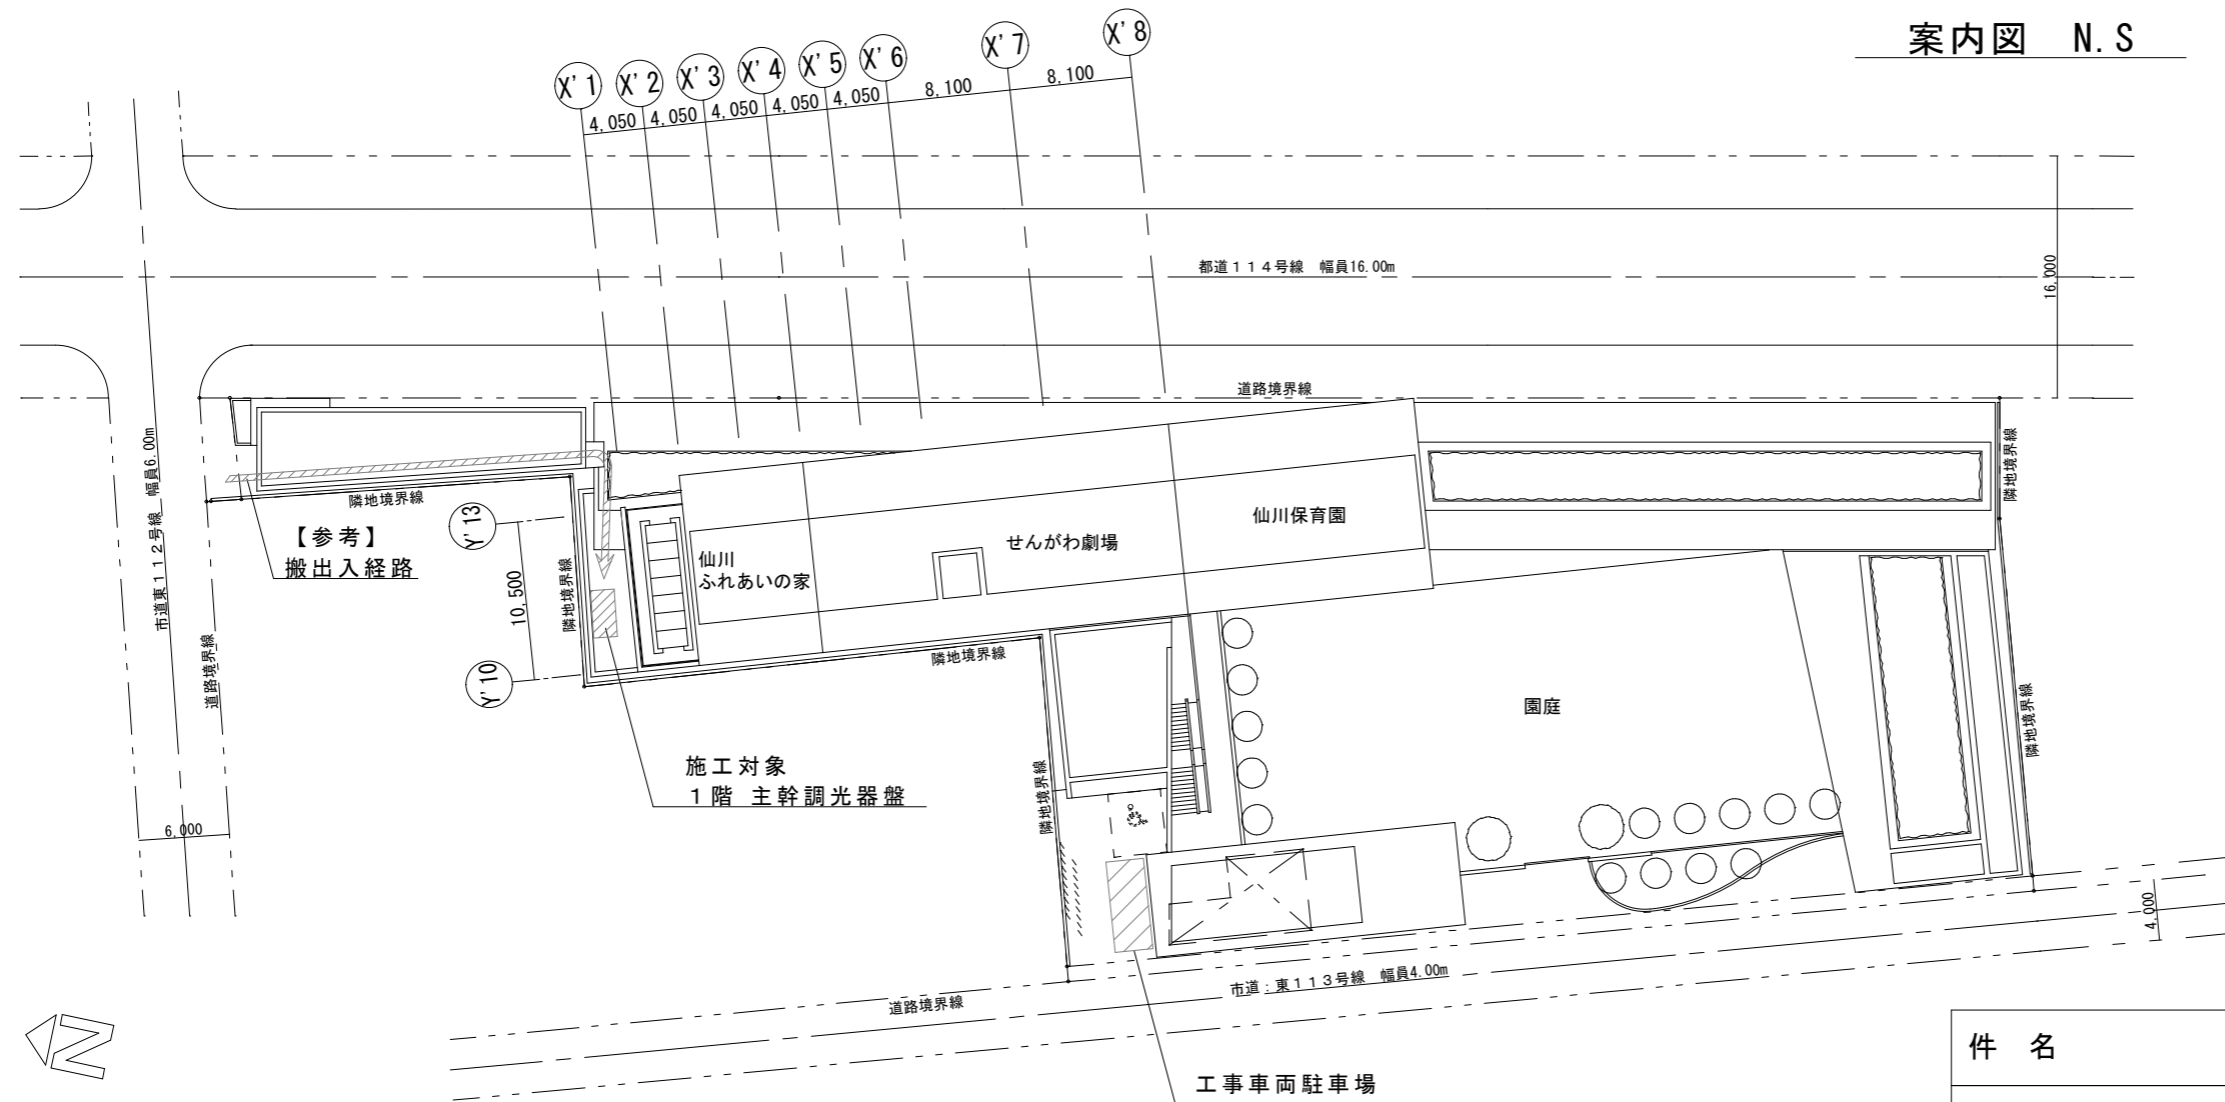 案内図 N.S
X'1 X'2 X'3 X'4 X'5 X'6 X'7 X'8
4,050 4,050 4,050 4,050 4,050 8,100 8,100
都道114号線 幅員16.00m
16,000
道路境界線
市道東112号線 幅員6.00m
道路境界線
6,000
隣地境界線
【参考】
搬出入経路
Y'13
10,500
Y'10
隣地境界線
仙川
ふれあいの家
せんがわ劇場
仙川保育園
隣地境界線
隣地境界線
園庭
隣地境界線
隣地境界線
施工対象
1階 主幹調光器盤
4,000
市道:東113号線 幅員4.00m
道路境界線
工事車両駐車場
件 名
N